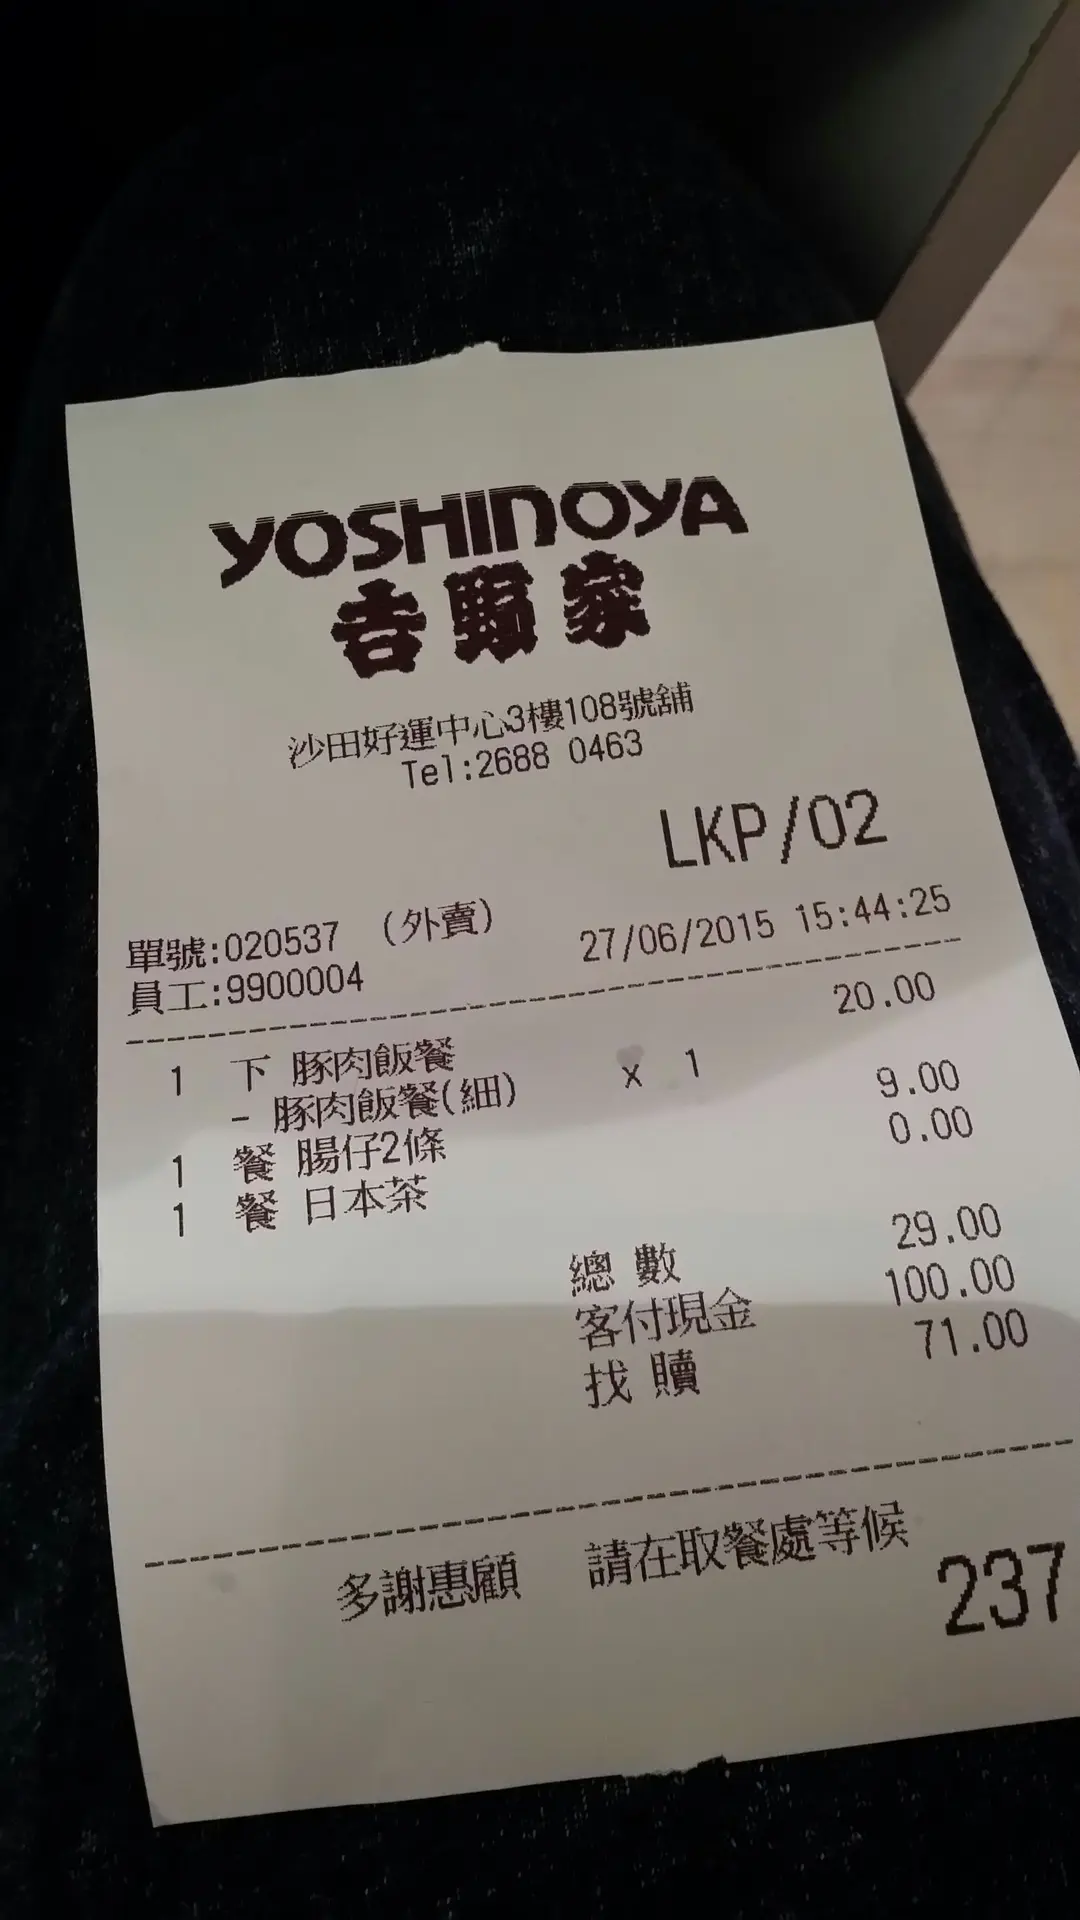 YOSHINOYA
吉野家
沙田好運中心3樓108號舖
Tel:2688 0463
LKP/02
單號:020537 (外賣) 27/06/2015 15:44:25
員工:9900004
1 下 豚肉飯餐 20.00
- 豚肉飯餐(細) x 1
1 餐 腸仔2條 9.00
1 餐 日本茶 0.00
總 數 29.00
客付現金 100.00
找 贖 71.00
多謝惠顧 請在取餐處等候
237